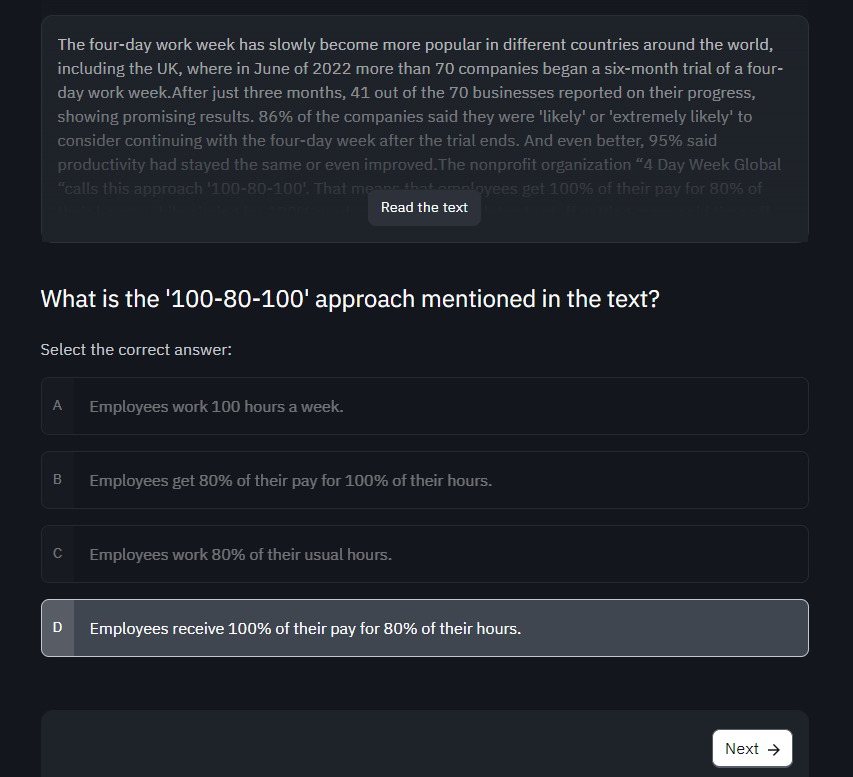 The four-day work week has slowly become more popular in different countries around the world,
including the UK, where in June of 2022 more than 70 companies began a six-month trial of a four-
day work week.After just three months, 41 out of the 70 businesses reported on their progress,
showing promising results. 86% of the companies said they were 'likely' or 'extremely likely' to
consider continuing with the four-day week after the trial ends. And even better, 95% said
productivity had stayed the same or even improved.The nonprofit organization “4 Day Week Global
“calls this approach '100-80-100'. That means that employees get 100% of their pay for 80% of
Read the text
What is the '100-80-100' approach mentioned in the text?
Select the correct answer:
A Employees work 100 hours a week.
B Employees get 80% of their pay for 100% of their hours.
C Employees work 80% of their usual hours.
D Employees receive 100% of their pay for 80% of their hours.
Next →